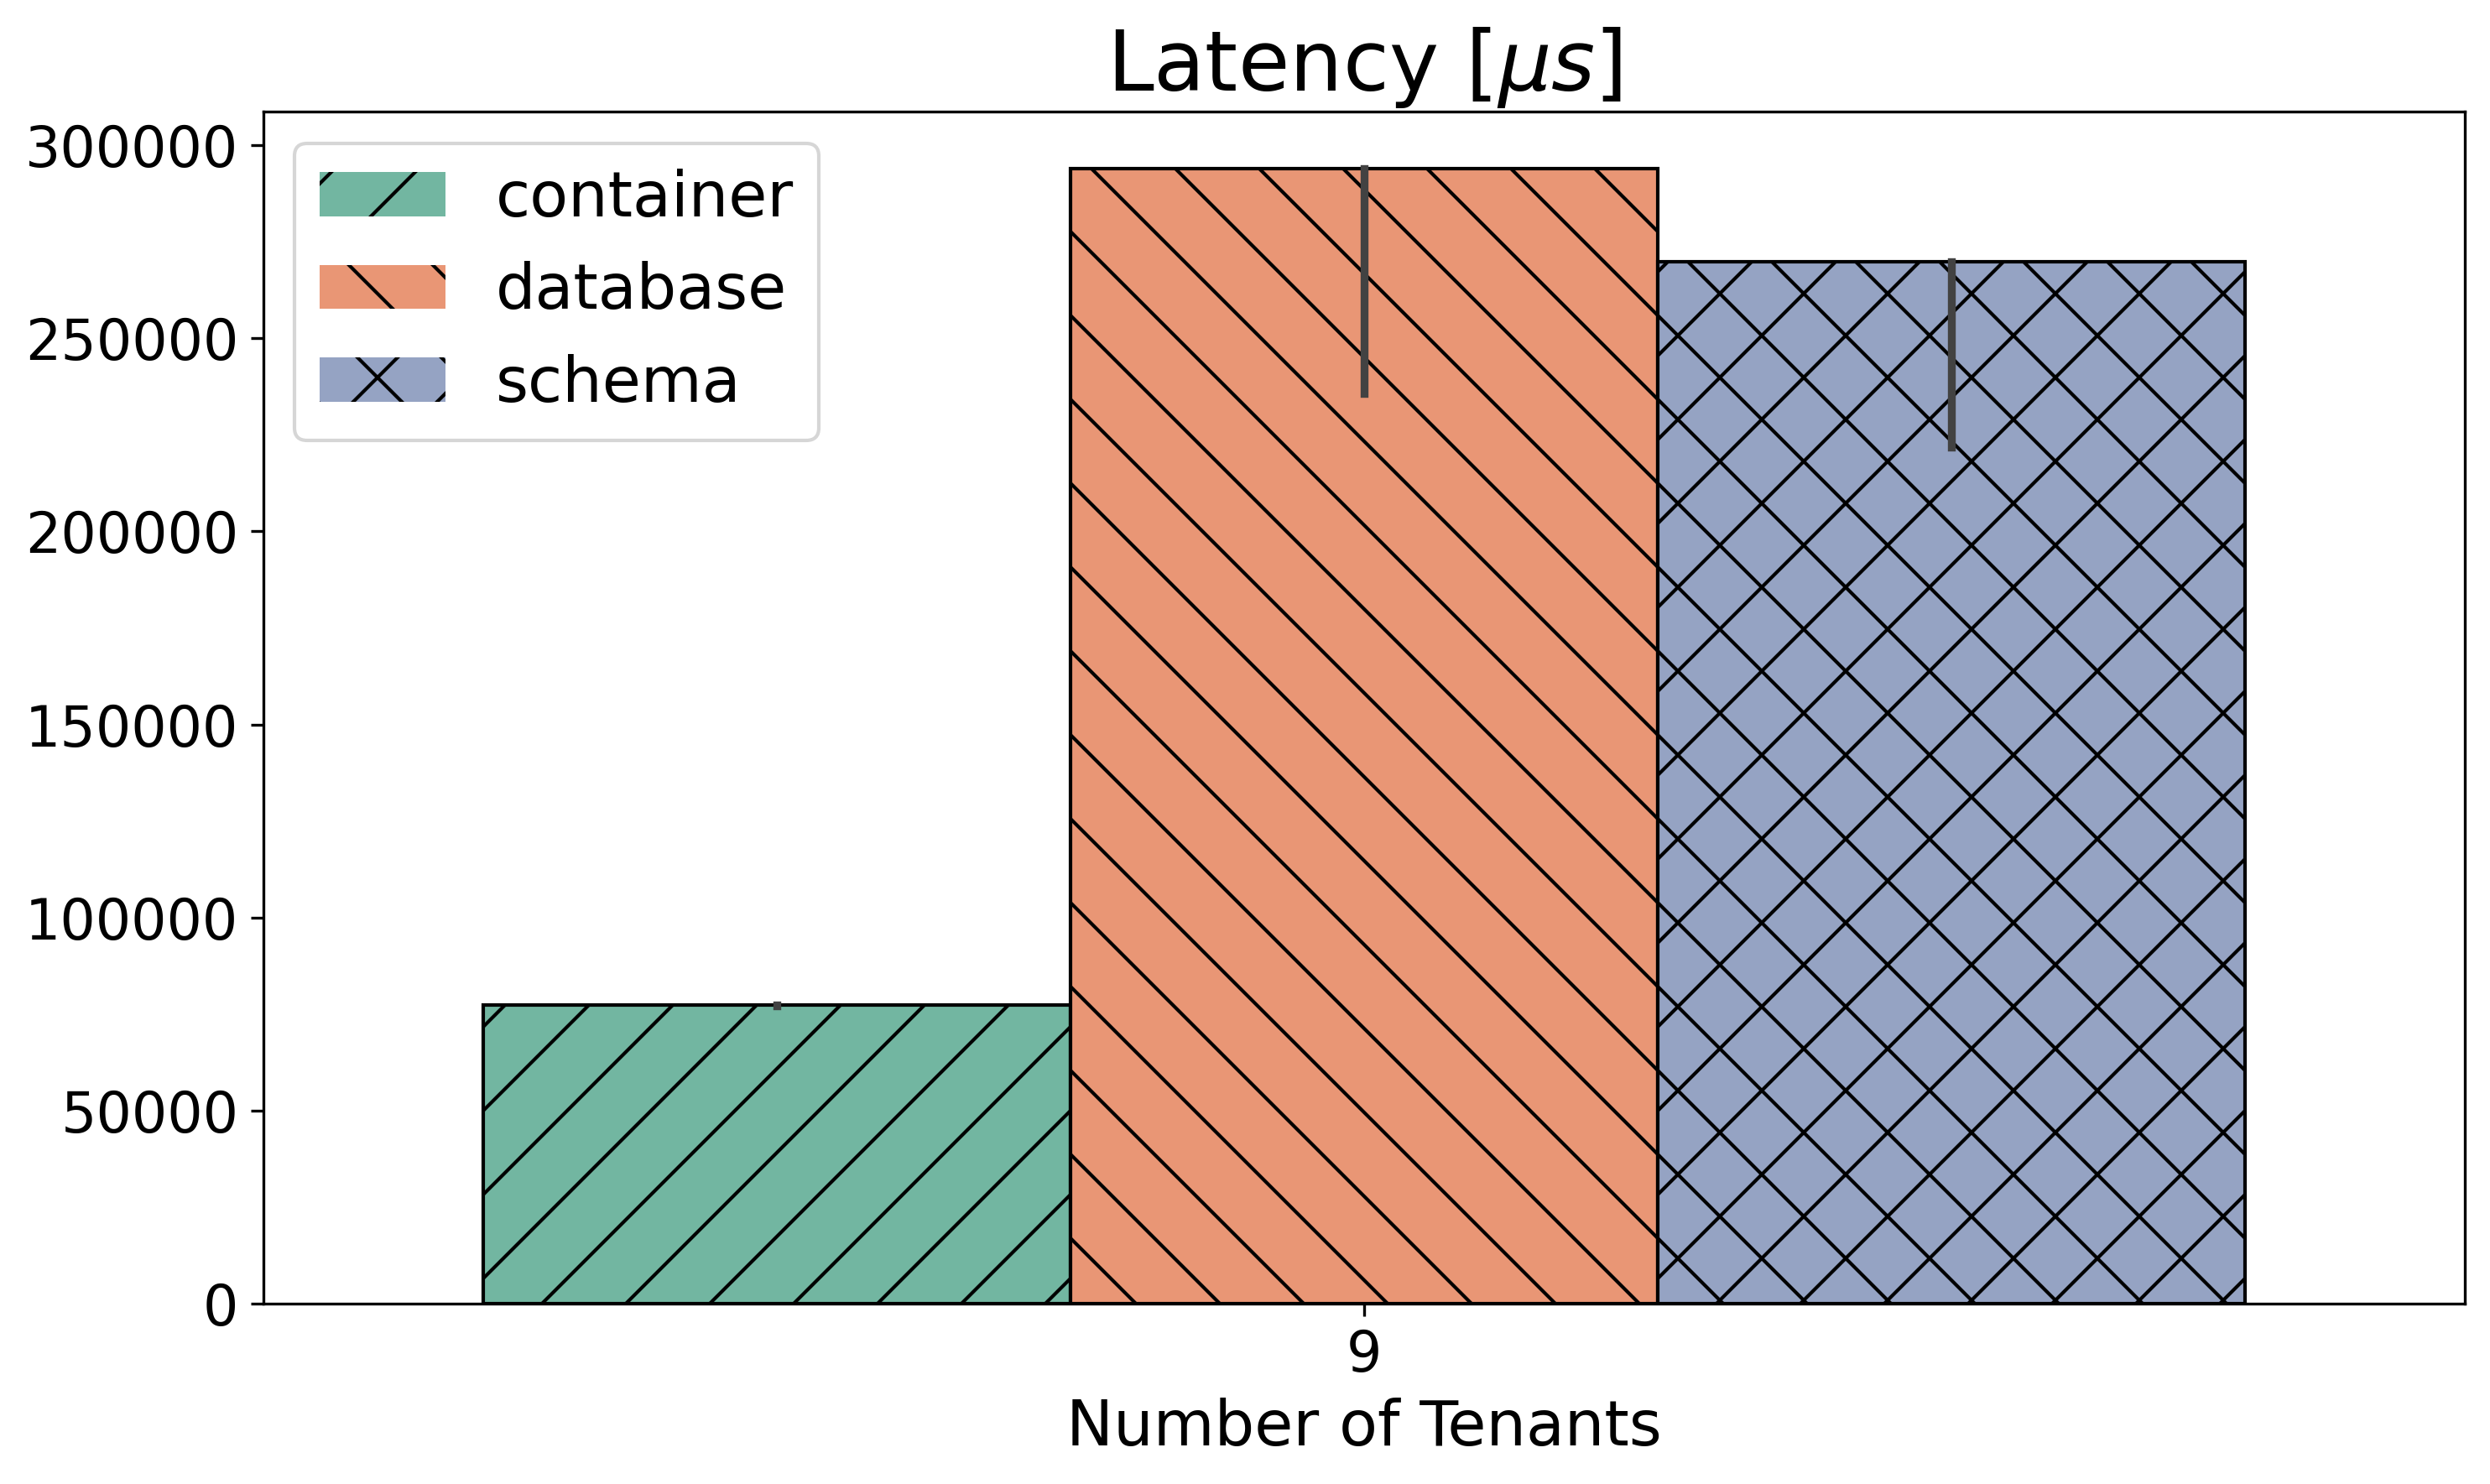 Latency [μs]
300000
250000
200000
150000
100000
50000
0
container
database
schema
9
Number of Tenants